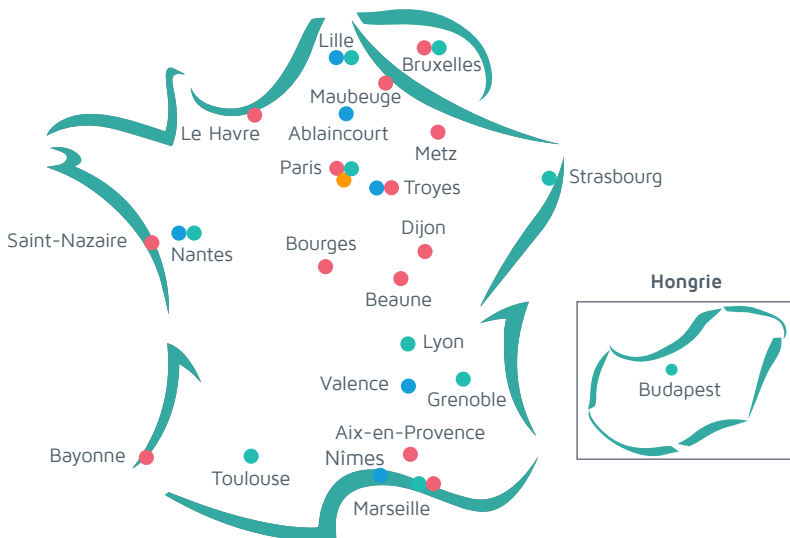 Lille
Bruxelles
Maubeuge
Le Havre
Ablaincourt
Metz
Paris
Strasbourg
Troyes
Saint-Nazaire
Nantes
Bourges
Dijon
Beaune
Hongrie
Lyon
Valence
Grenoble
Budapest
Aix-en-Provence
Bayonne
Nîmes
Toulouse
Marseille